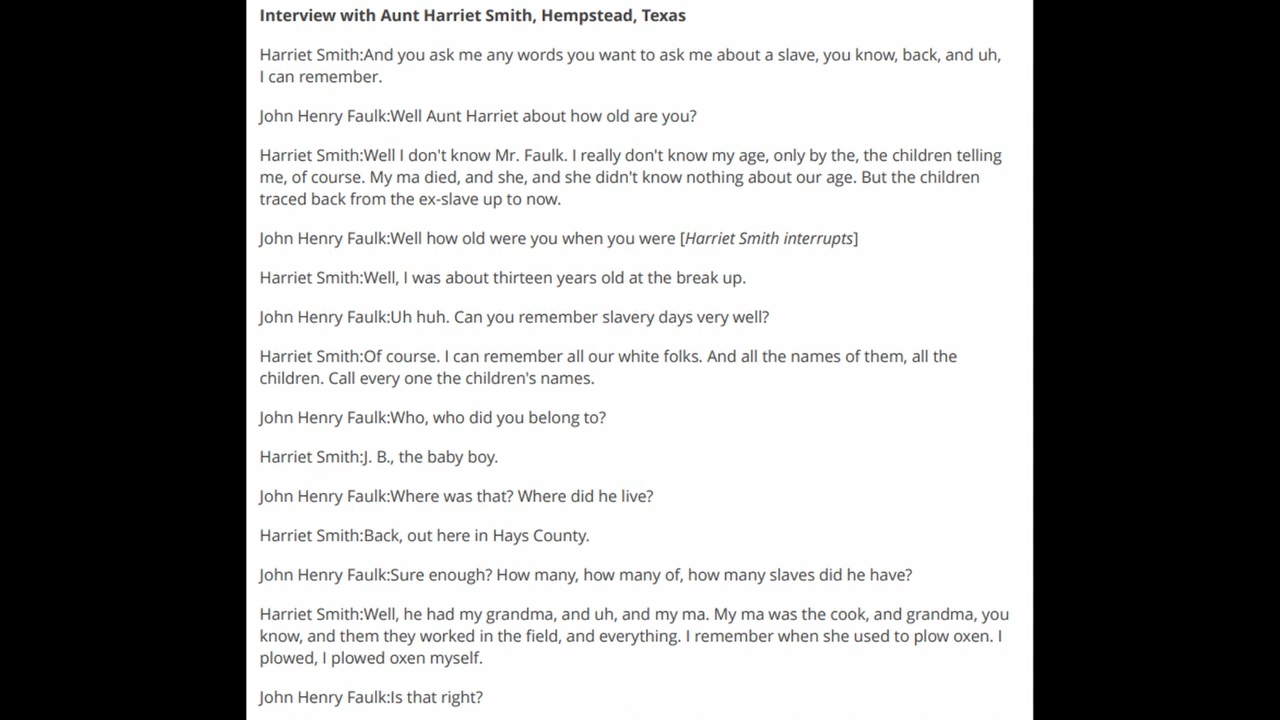 Interview with Aunt Harriet Smith, Hempstead, Texas
Harriet Smith:And you ask me any words you want to ask me about a slave, you know, back, and uh,
I can remember.
John Henry Faulk:Well Aunt Harriet about how old are you?
Harriet Smith:Well I don't know Mr. Faulk. I really don't know my age, only by the, the children telling
me, of course. My ma died, and she, and she didn't know nothing about our age. But the children
traced back from the ex-slave up to now.
John Henry Faulk:Well how old were you when you were [Harriet Smith interrupts]
Harriet Smith:Well, I was about thirteen years old at the break up.
John Henry Faulk:Uh huh. Can you remember slavery days very well?
Harriet Smith:Of course. I can remember all our white folks. And all the names of them, all the
children. Call every one the children's names.
John Henry Faulk:Who, who did you belong to?
Harriet Smith:J. B., the baby boy.
John Henry Faulk:Where was that? Where did he live?
Harriet Smith:Back, out here in Hays County.
John Henry Faulk:Sure enough? How many, how many of, how many slaves did he have?
Harriet Smith:Well, he had my grandma, and uh, and my ma. My ma was the cook, and grandma, you
know, and them they worked in the field, and everything. I remember when she used to plow oxen. I
plowed, I plowed oxen myself.
John Henry Faulk:Is that right?